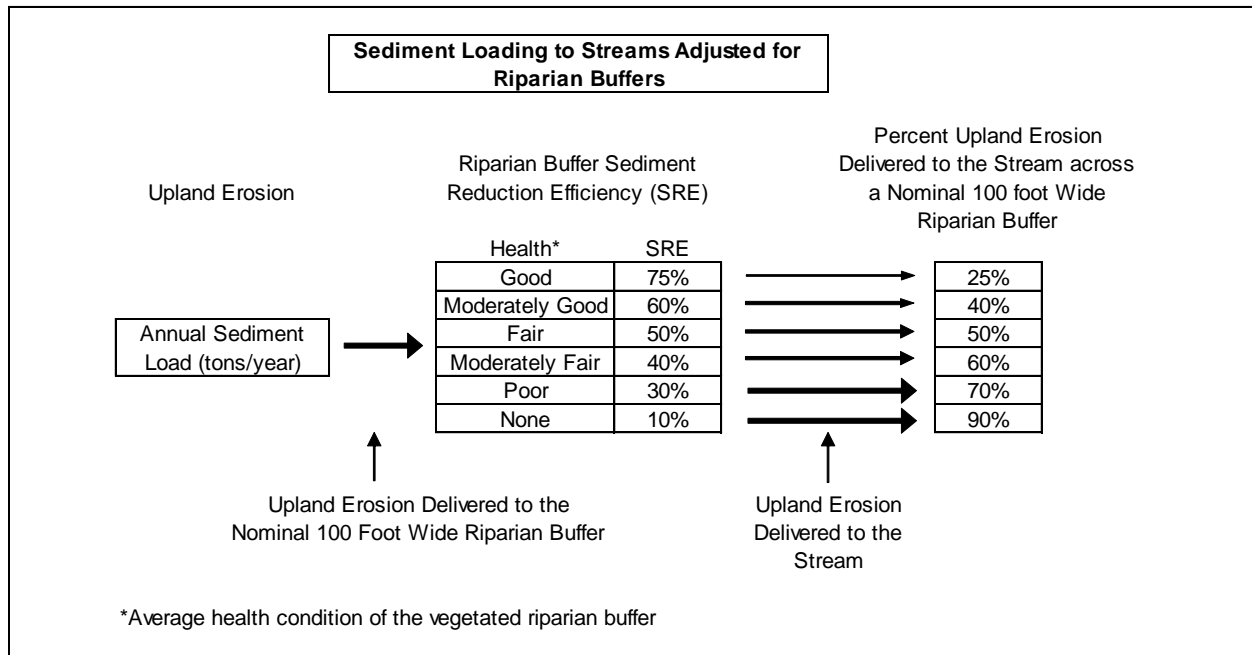 Sediment Loading to Streams Adjusted for
Riparian Buffers
Upland Erosion
Riparian Buffer Sediment
Reduction Efficiency (SRE)
Percent Upland Erosion
Delivered to the Stream across
a Nominal 100 foot Wide
Riparian Buffer
Health* SRE
Good 75% 25%
Moderately Good 60% 40%
Fair 50% 50%
Moderately Fair 40% 60%
Poor 30% 70%
None 10% 90%
Annual Sediment
Load (tons/year)
Upland Erosion Delivered to the
Nominal 100 Foot Wide Riparian Buffer
Upland Erosion
Delivered to the
Stream
*Average health condition of the vegetated riparian buffer